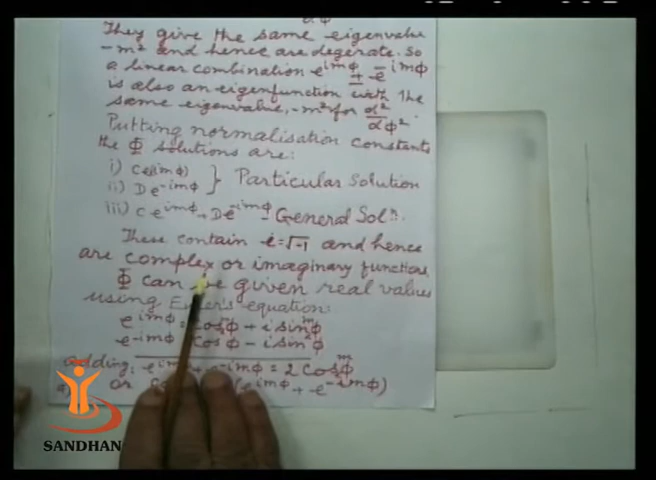 They give the same eigenvalue
-m² and hence are degerate. So
a linear combination e^imφ ± e^-imφ
is also an eigenfunction with the
same eigenvalue, -m² for d²/dφ².
Putting normalisation constants
the Φ solutions are:
i) Ce(imφ)
ii) De^-imφ } Particular Solution
iii) Ce^imφ + De^-imφ - General Solⁿ.
These contain i = √-1 and hence
are complex or imaginary functions
Φ can be given real values
using Euler's equation:
e^imφ = cos mφ + i sin mφ
e^-imφ = cos mφ - i sin mφ
adding: e^imφ + e^-imφ = 2 cos mφ
or (e^imφ + e^-imφ)
SANDHAN